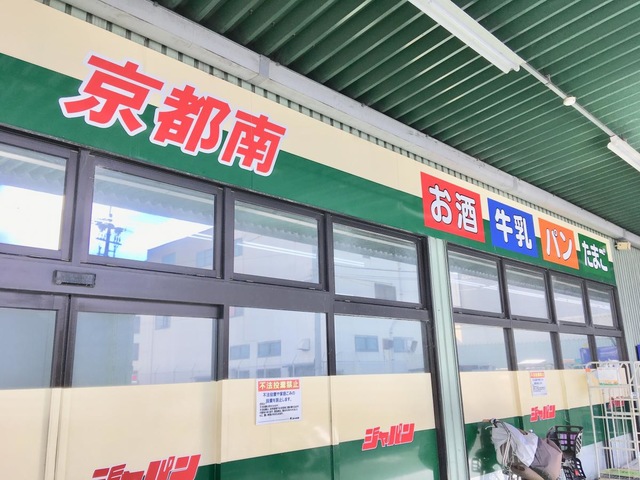 京都南
お酒
牛乳
パン
たまご
不法投棄禁止
ジャパン
ジャパン
ジャパン